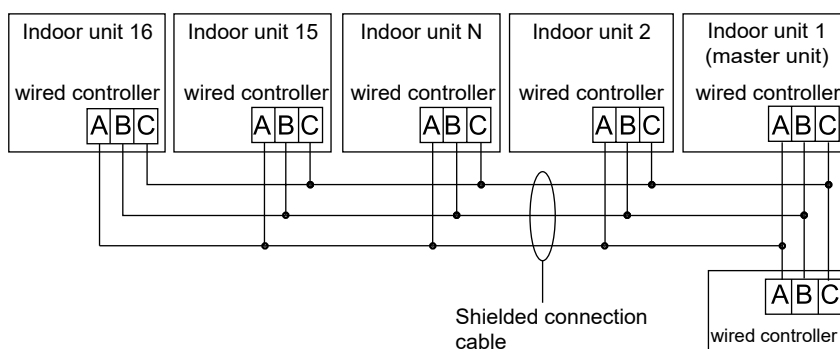 Indoor unit 16
wired controller
A B C
Indoor unit 15
wired controller
A B C
Indoor unit N
wired controller
A B C
Indoor unit 2
wired controller
A B C
Indoor unit 1
(master unit)
wired controller
A B C
Shielded connection
cable
A B C
wired controller